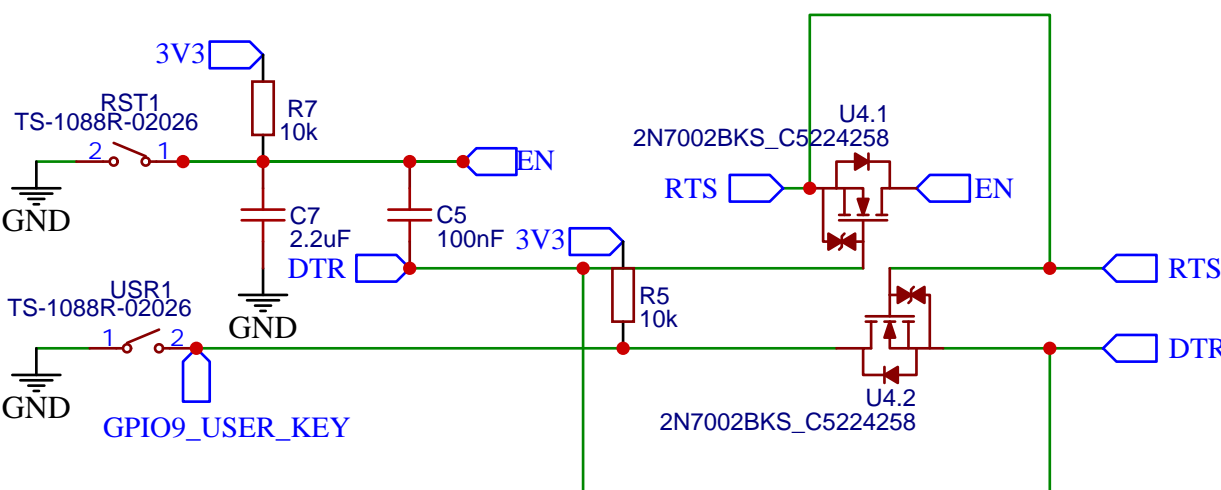 3V3
RST1
TS-1088R-02026
2 1
R7
10k
EN
GND
C7
2.2uF
C5
100nF
DTR
GND
3V3
R5
10k
USR1
TS-1088R-02026
1 2
GND
GPIO9_USER_KEY
U4.1
2N7002BKS_C5224258
RTS
EN
RTS
DTR
U4.2
2N7002BKS_C5224258